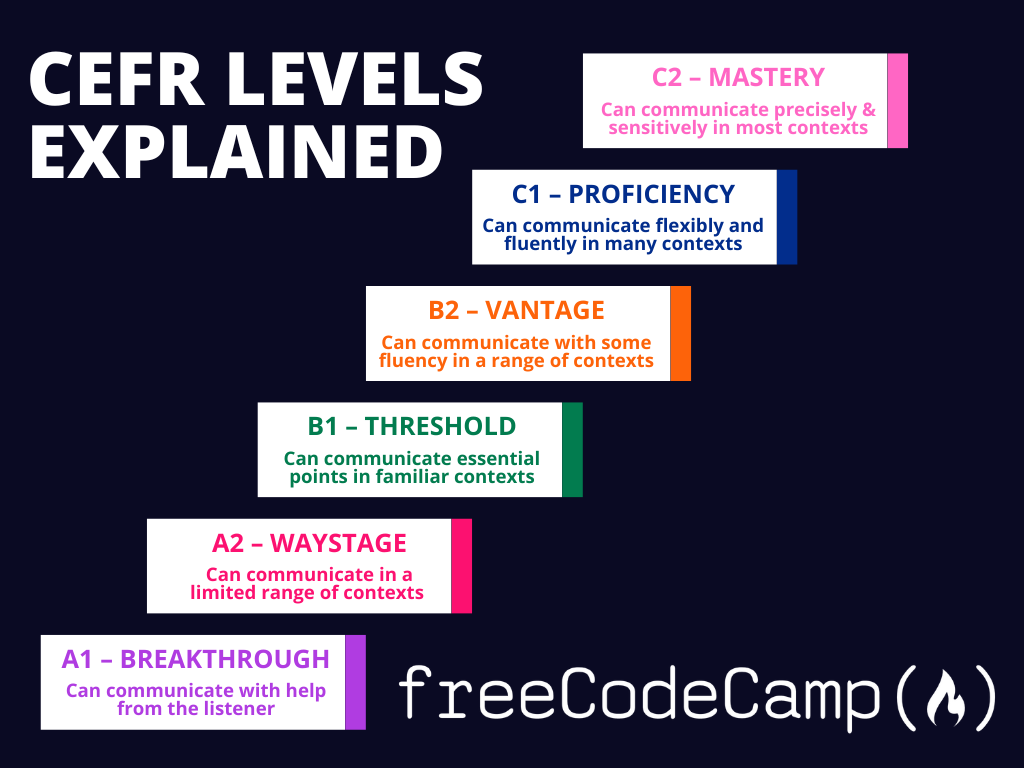 CEFR LEVELS
EXPLAINED
C2 – MASTERY
Can communicate precisely &
sensitively in most contexts
C1 – PROFICIENCY
Can communicate flexibly and
fluently in many contexts
B2 – VANTAGE
Can communicate with some
fluency in a range of contexts
B1 – THRESHOLD
Can communicate essential
points in familiar contexts
A2 – WAYSTAGE
Can communicate in a
limited range of contexts
A1 – BREAKTHROUGH
Can communicate with help
from the listener
freeCodeCamp